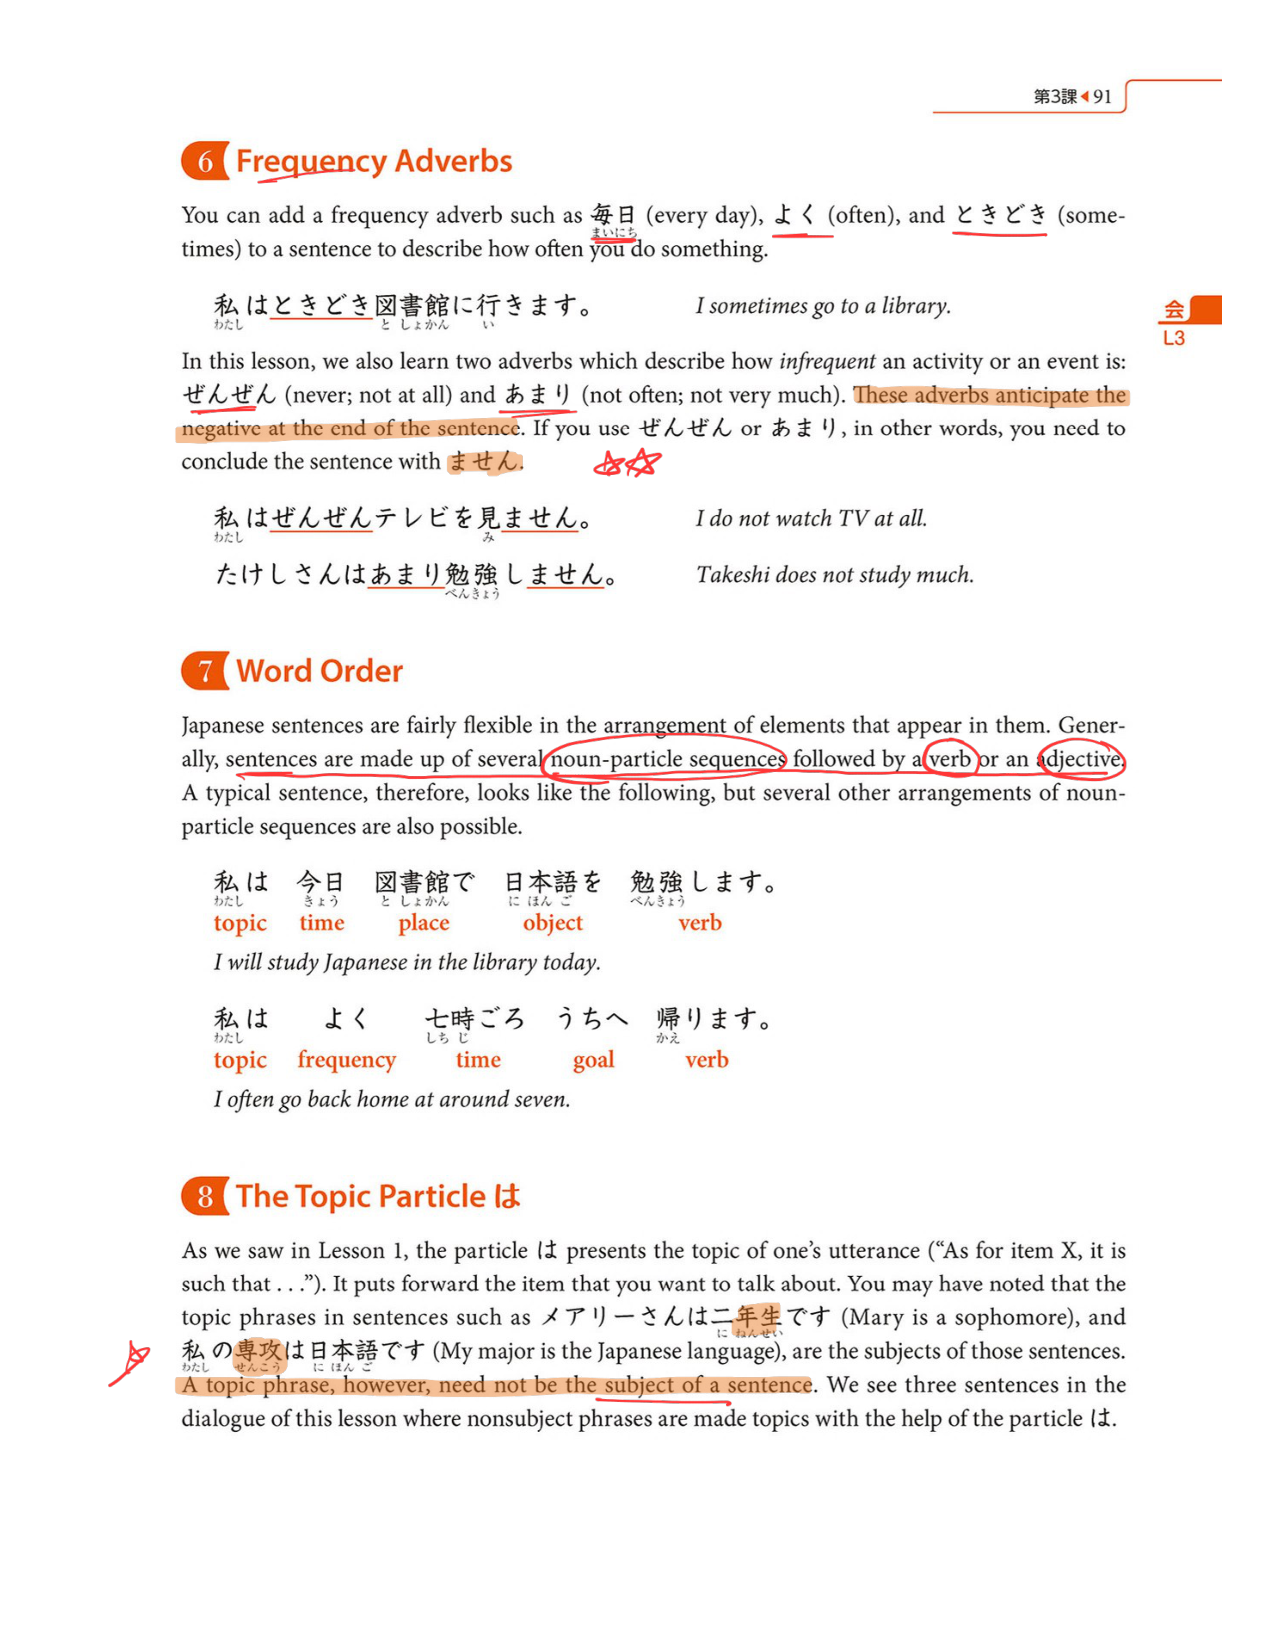 第3課◀91
6 Frequency Adverbs
You can add a frequency adverb such as 毎日 (every day), よく (often), and ときどき (some-
まいにち
times) to a sentence to describe how often you do something.
私はときどき図書館に行きます。 I sometimes go to a library.
わたし と しょかん い
会
L3
In this lesson, we also learn two adverbs which describe how infrequent an activity or an event is:
ぜんぜん (never; not at all) and あまり (not often; not very much). These adverbs anticipate the
negative at the end of the sentence. If you use ぜんぜん or あまり, in other words, you need to
conclude the sentence with ません.
私はぜんぜんテレビを見ません。 I do not watch TV at all.
わたし み
たけしさんはあまり勉強しません。 Takeshi does not study much.
べんきょう
7 Word Order
Japanese sentences are fairly flexible in the arrangement of elements that appear in them. Gener-
ally, sentences are made up of several noun-particle sequences followed by a verb or an adjective.
A typical sentence, therefore, looks like the following, but several other arrangements of noun-
particle sequences are also possible.
私は 今日 図書館で 日本語を 勉強します。
わたし きょう と しょかん に ほん ご べんきょう
topic time place object verb
I will study Japanese in the library today.
私は よく 七時ごろ うちへ 帰ります。
わたし しち じ かえ
topic frequency time goal verb
I often go back home at around seven.
8 The Topic Particle は
As we saw in Lesson 1, the particle は presents the topic of one's utterance (“As for item X, it is
such that . . .”). It puts forward the item that you want to talk about. You may have noted that the
topic phrases in sentences such as メアリーさんは二年生です (Mary is a sophomore), and
に ねんせい
私の専攻は日本語です (My major is the Japanese language), are the subjects of those sentences.
わたし せんこう に ほん ご
A topic phrase, however, need not be the subject of a sentence. We see three sentences in the
dialogue of this lesson where nonsubject phrases are made topics with the help of the particle は.